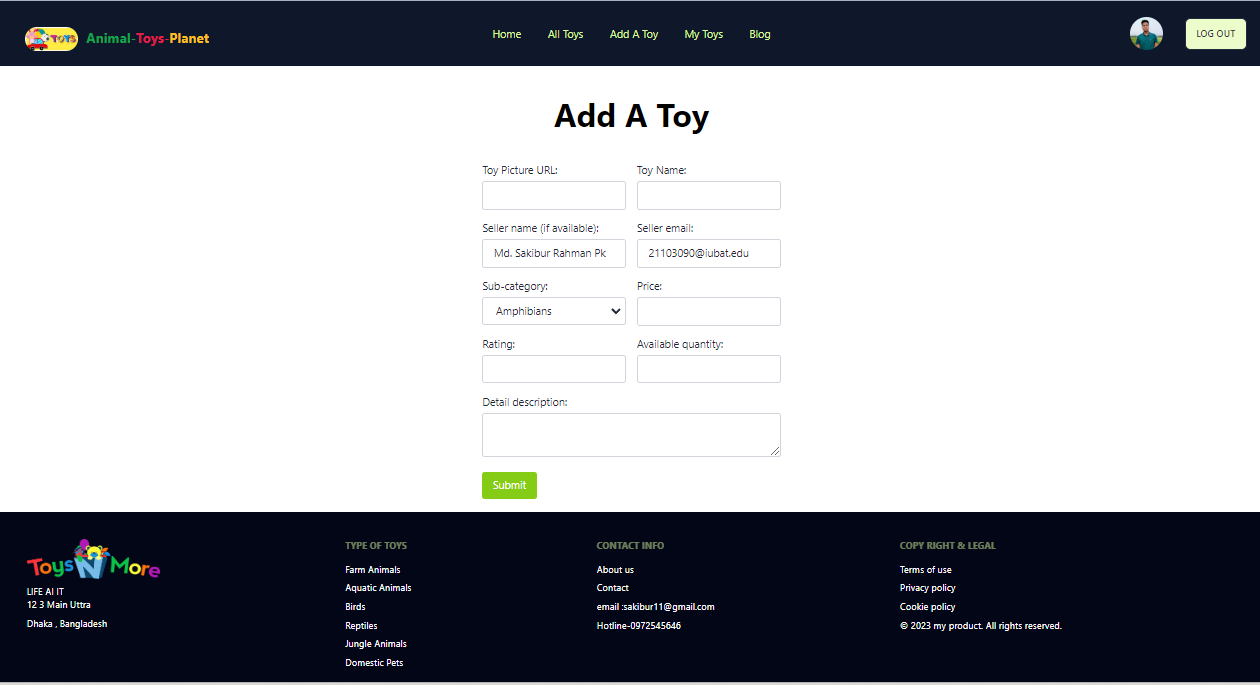 TOYS Animal-Toys-Planet Home All Toys Add A Toy My Toys Blog LOG OUT
Add A Toy
Toy Picture URL: Toy Name:
Seller name (if available): Seller email:
Md. Sakibur Rahman Pk 21103090@iubat.edu
Sub-category: Price:
Amphibians
Rating: Available quantity:
Detail description:
Submit
Toys N More
LIFE AI IT
12 3 Main Uttra
Dhaka , Bangladesh
TYPE OF TOYS
Farm Animals
Aquatic Animals
Birds
Reptiles
Jungle Animals
Domestic Pets
CONTACT INFO
About us
Contact
email :sakibur11@gmail.com
Hotline-0972545646
COPY RIGHT & LEGAL
Terms of use
Privacy policy
Cookie policy
© 2023 my product. All rights reserved.